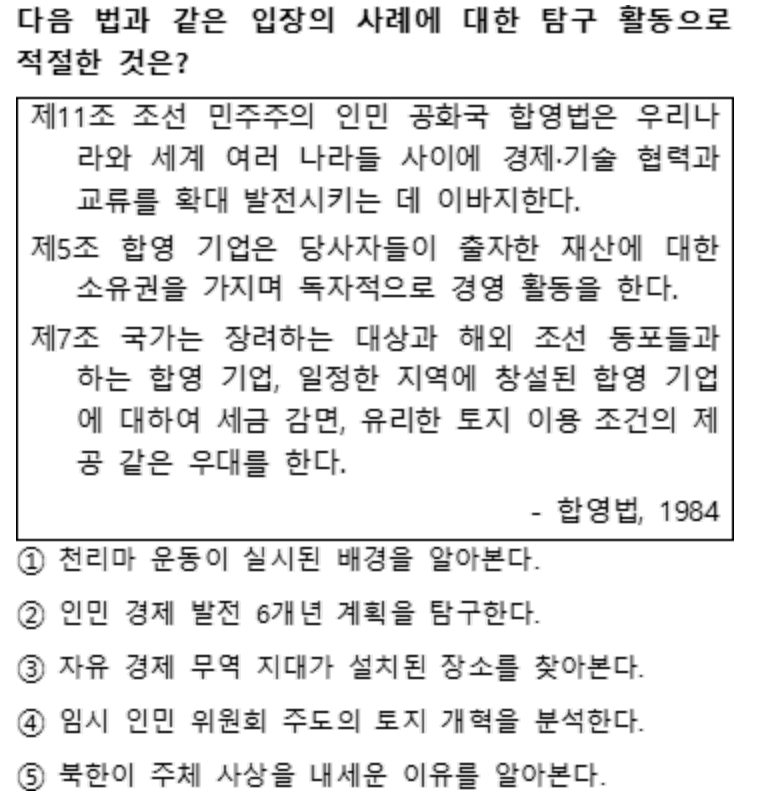 다음 법과 같은 입장의 사례에 대한 탐구 활동으로
적절한 것은?
제11조 조선 민주주의 인민 공화국 합영법은 우리나
라와 세계 여러 나라들 사이에 경제·기술 협력과
교류를 확대 발전시키는 데 이바지한다.
제5조 합영 기업은 당사자들이 출자한 재산에 대한
소유권을 가지며 독자적으로 경영 활동을 한다.
제7조 국가는 장려하는 대상과 해외 조선 동포들과
하는 합영 기업, 일정한 지역에 창설된 합영 기업
에 대하여 세금 감면, 유리한 토지 이용 조건의 제
공 같은 우대를 한다.
- 합영법, 1984
① 천리마 운동이 실시된 배경을 알아본다.
② 인민 경제 발전 6개년 계획을 탐구한다.
③ 자유 경제 무역 지대가 설치된 장소를 찾아본다.
④ 임시 인민 위원회 주도의 토지 개혁을 분석한다.
⑤ 북한이 주체 사상을 내세운 이유를 알아본다.